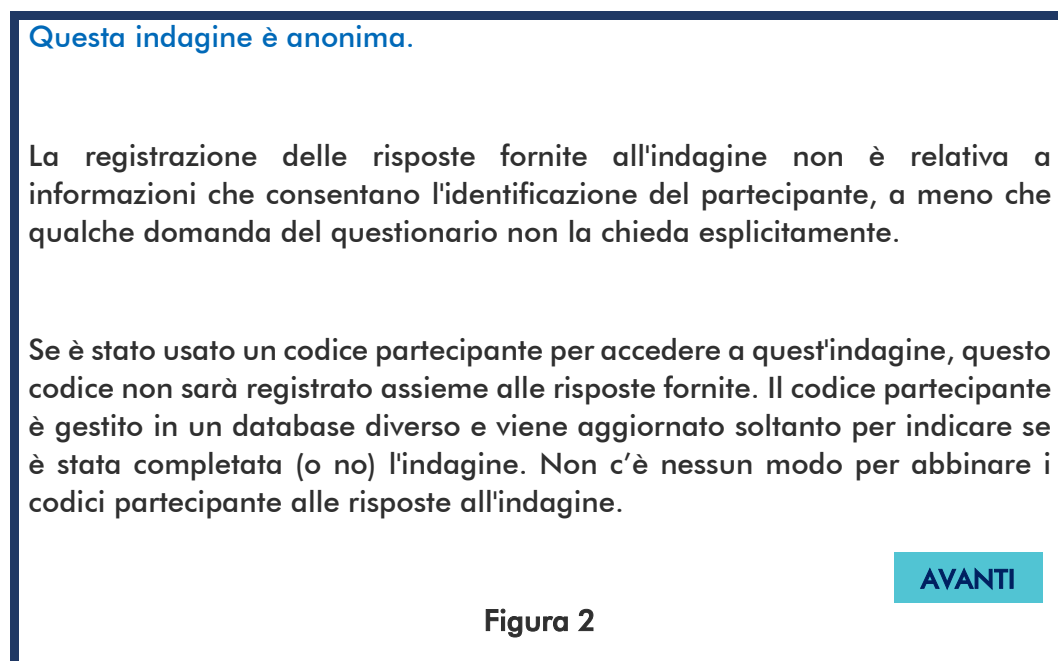 Questa indagine è anonima.
La registrazione delle risposte fornite all'indagine non è relativa a
informazioni che consentano l'identificazione del partecipante, a meno che
qualche domanda del questionario non la chieda esplicitamente.
Se è stato usato un codice partecipante per accedere a quest'indagine, questo
codice non sarà registrato assieme alle risposte fornite. Il codice partecipante
è gestito in un database diverso e viene aggiornato soltanto per indicare se
è stata completata (o no) l'indagine. Non c’è nessun modo per abbinare i
codici partecipante alle risposte all'indagine.
AVANTI
Figura 2